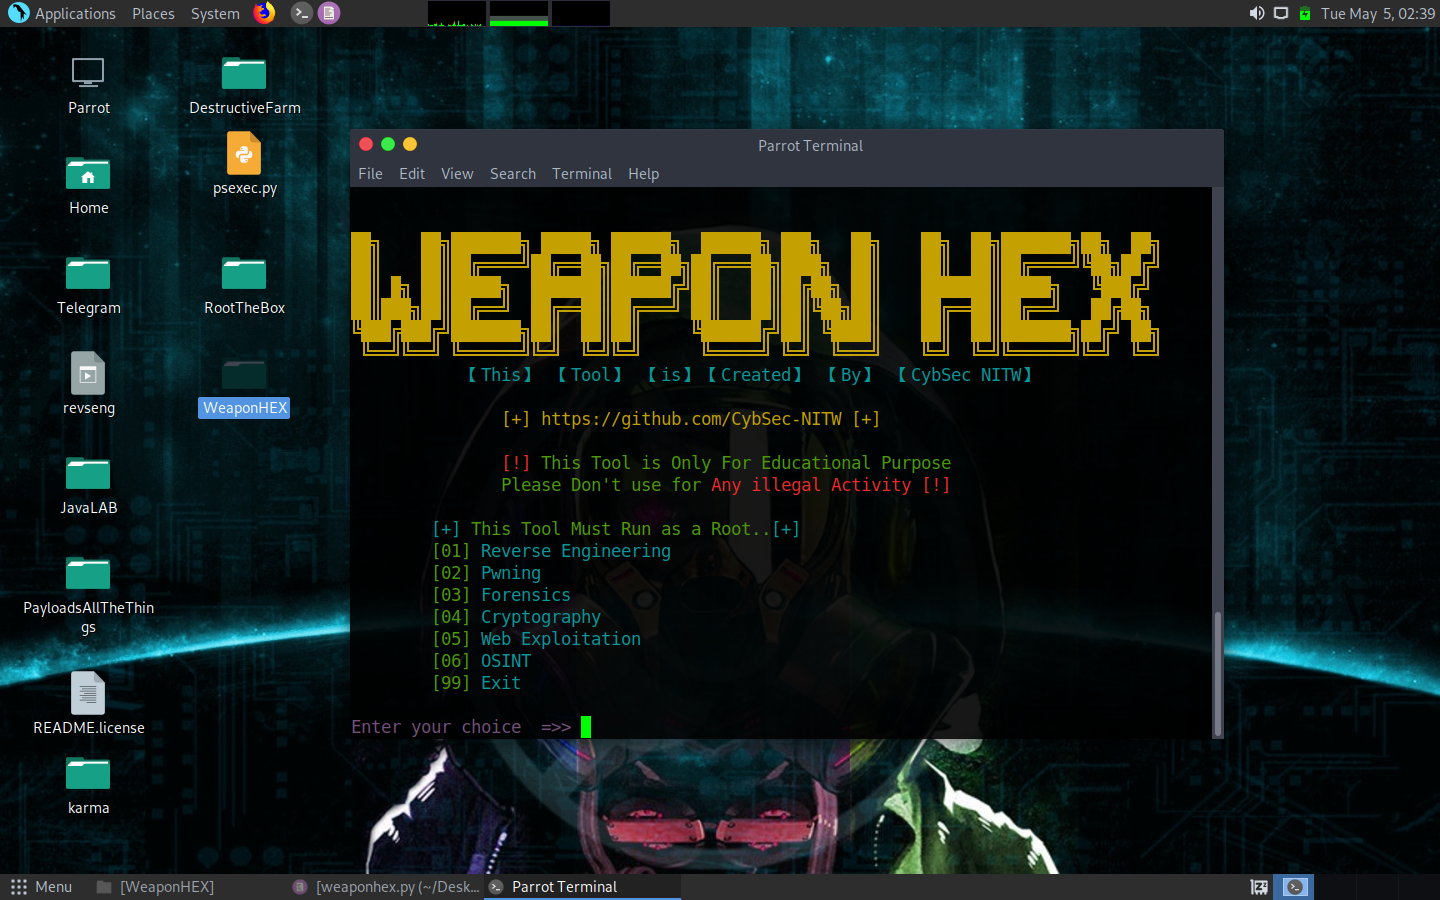 Applications Places System Tue May 5, 02:39
Parrot
DestructiveFarm
psexec.py
Home
Telegram
RootTheBox
revseng
WeaponHEX
JavaLAB
PayloadsAllTheThin
gs
README.license
karma
Parrot Terminal
File Edit View Search Terminal Help
WEAPON HEX
【This】 【Tool】 【is】【Created】 【By】 【CybSec NITW】
[+] https://github.com/CybSec-NITW [+]
[!] This Tool is Only For Educational Purpose
Please Don't use for Any illegal Activity [!]
[+] This Tool Must Run as a Root..[+]
[01] Reverse Engineering
[02] Pwning
[03] Forensics
[04] Cryptography
[05] Web Exploitation
[06] OSINT
[99] Exit
Enter your choice =>>
Menu [WeaponHEX] [weaponhex.py (~/Desk... Parrot Terminal